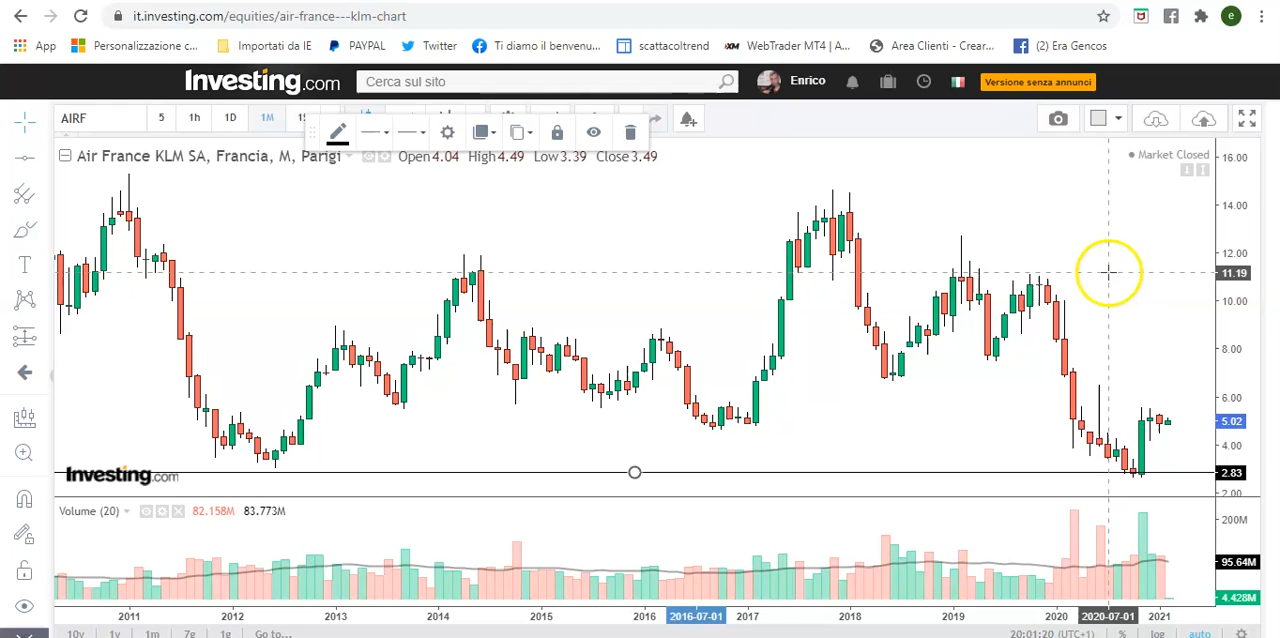 it.investing.com/equities/air-france---klm-chart
App Personalizzazione c... Importati da IE PAYPAL Twitter Ti diamo il benvenu... scattacoltrend WebTrader MT4 | A... Area Clienti - Crear... (2) Era Gencos
Investing.com Cerca sul sito Enrico Versione senza annunci
AIRF 5 1h 1D 1M
Air France KLM SA, Francia, M, Parigi Open 4.04 High 4.49 Low 3.39 Close 3.49 Market Closed
16.00
14.00
12.00
11.19
10.00
8.00
6.00
5.02
4.00
Investing.com
2.83
2.00
Volume (20) 82.158M 83.773M
200M
95.64M
4.428M
2011 2012 2013 2014 2015 2016 2016-07-01 2017 2018 2019 2020 2020-07-01 2021
10y 1y 1m 7g 1g Go to... 20:01:20 (UTC+1) % log auto